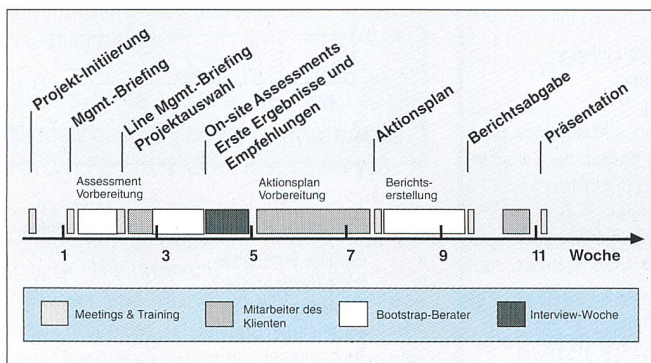 Projekt-Initiierung
Mgmt.-Briefing
Line Mgmt.-Briefing
Projektauswahl
On-site Assessments
Erste Ergebnisse und
Empfehlungen
Aktionsplan
Berichtsabgabe
Präsentation
Assessment
Vorbereitung
Aktionsplan
Vorbereitung
Berichts-
erstellung
1 3 5 7 9 11 Woche
Meetings & Training
Mitarbeiter des
Klienten
Bootstrap-Berater
Interview-Woche